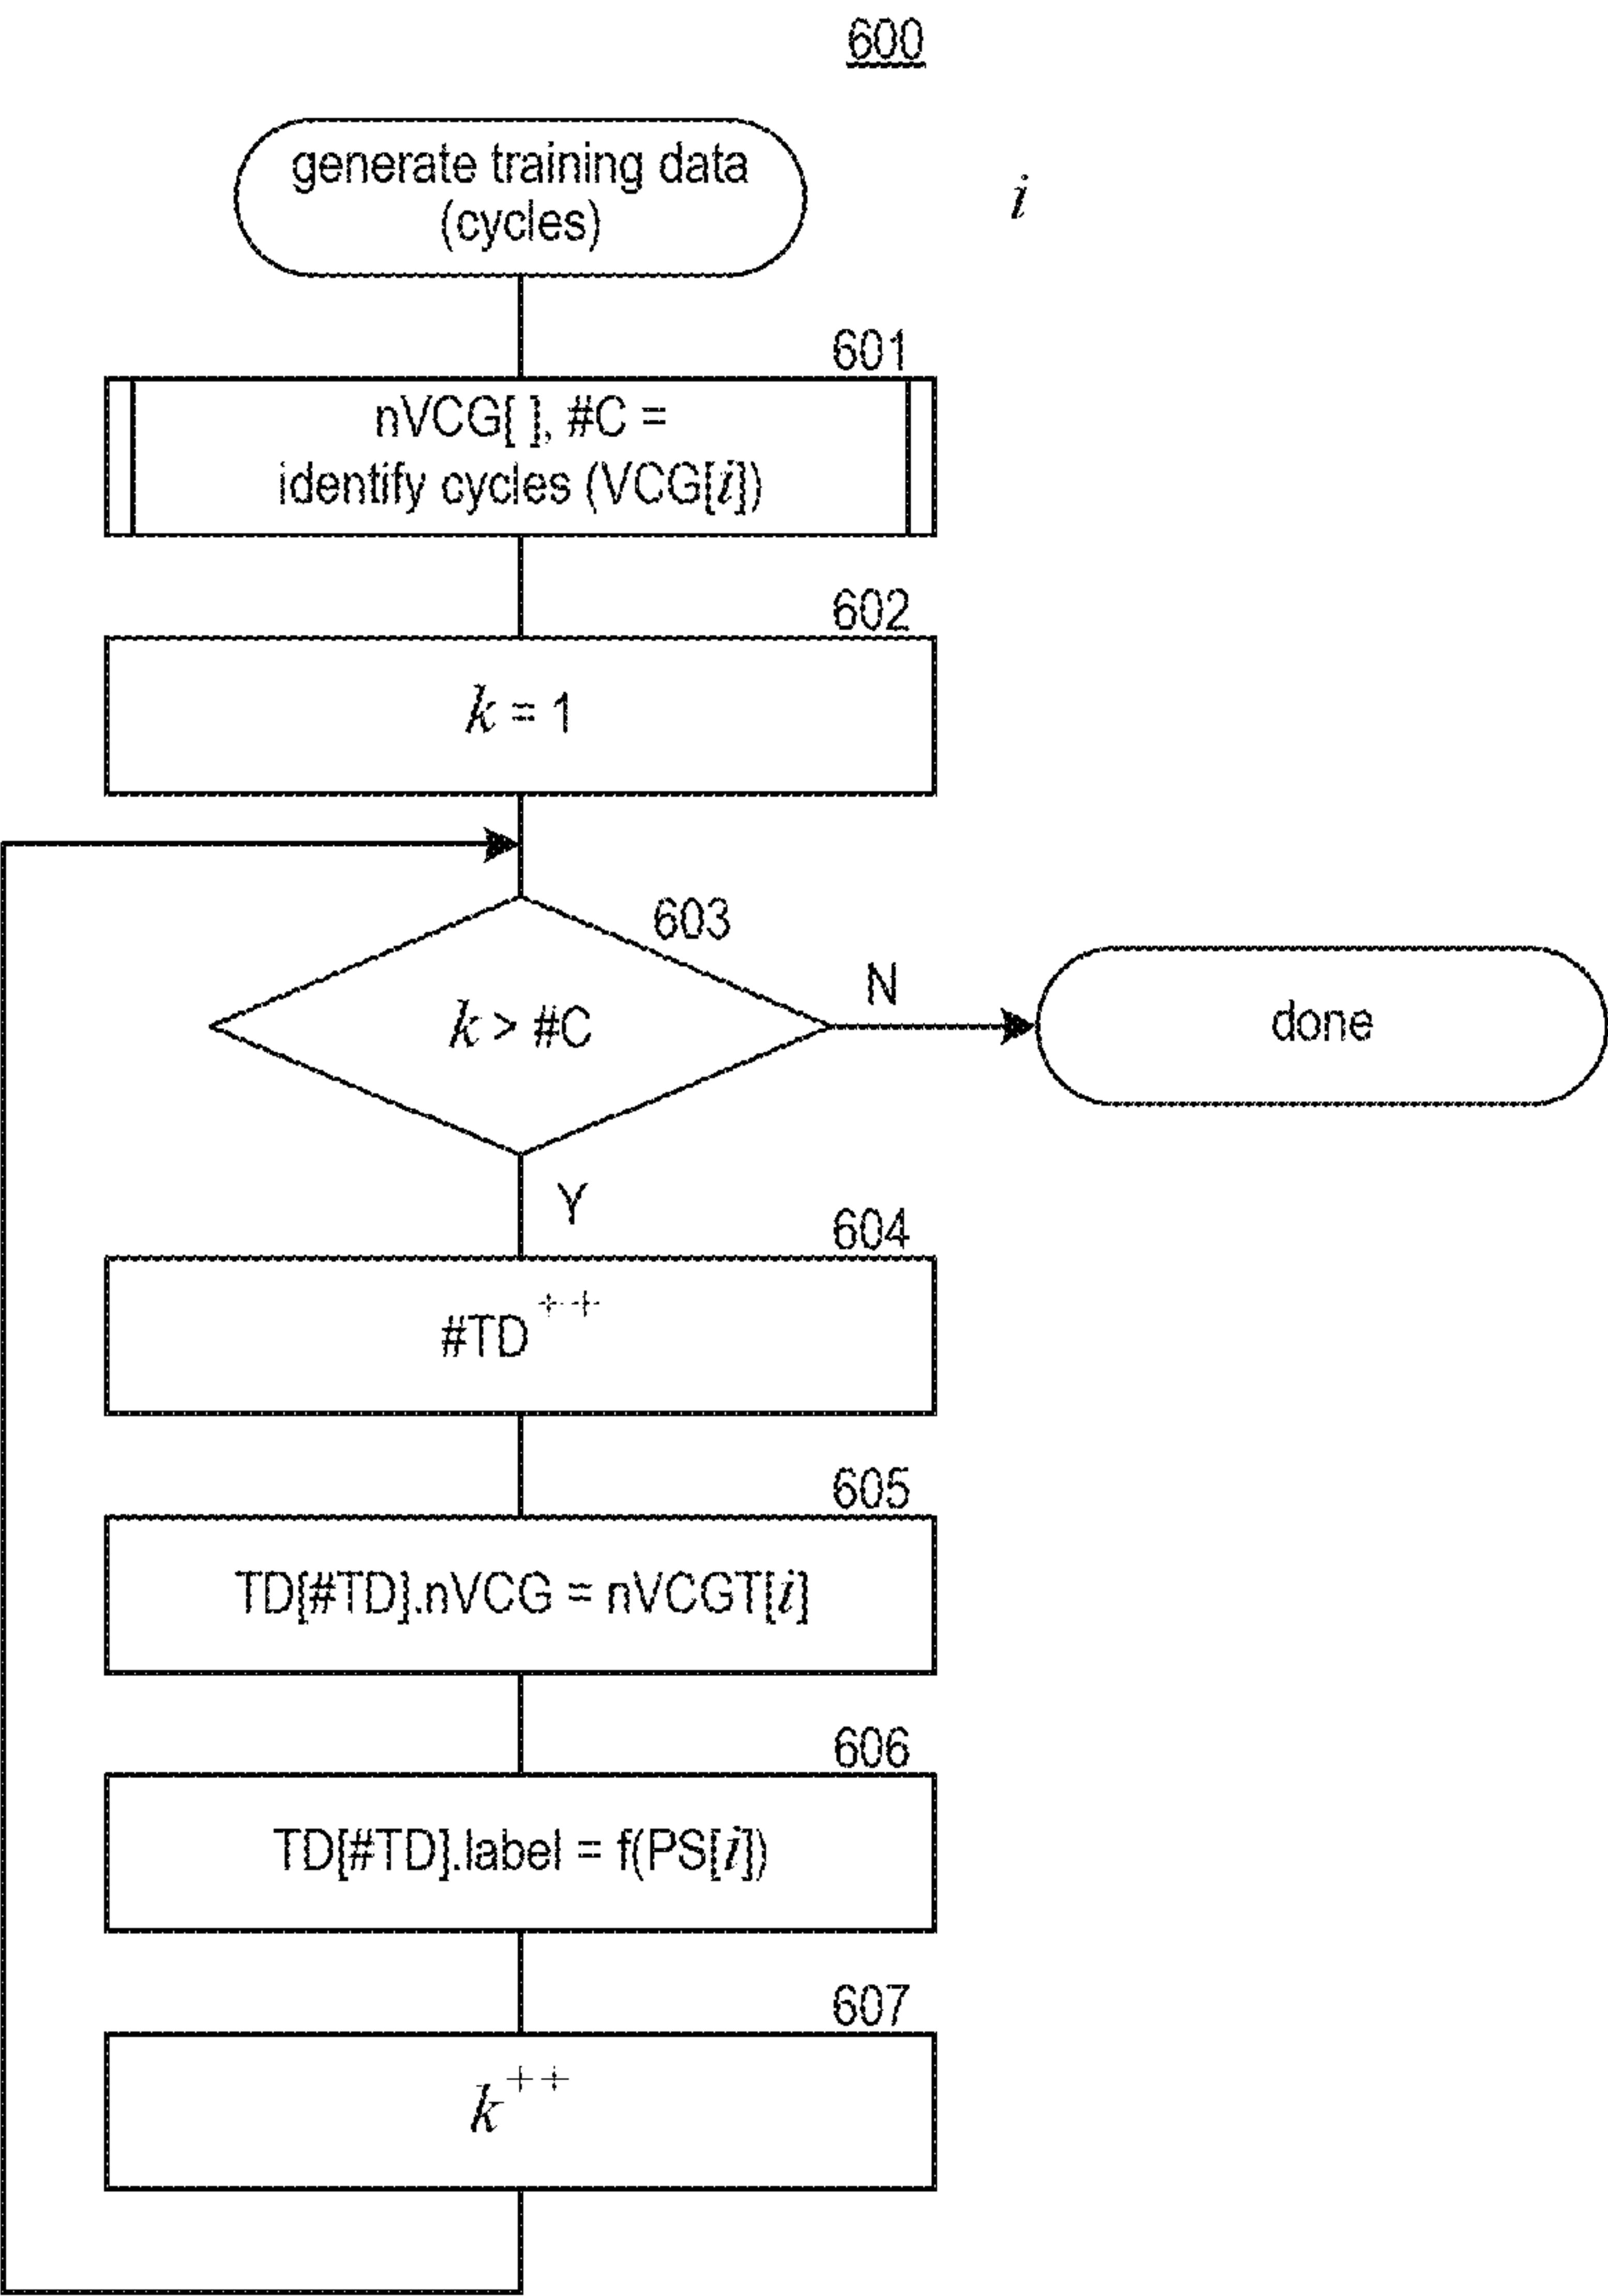 600
generate training data
(cycles)
i
601
nVCG[ ], #C =
identify cycles (VCG[i])
602
k = 1
603
k > #C
N
done
Y
604
#TD++
605
TD[#TD].nVCG = nVCGT[i]
606
TD[#TD].label = f(PS[i])
607
k++